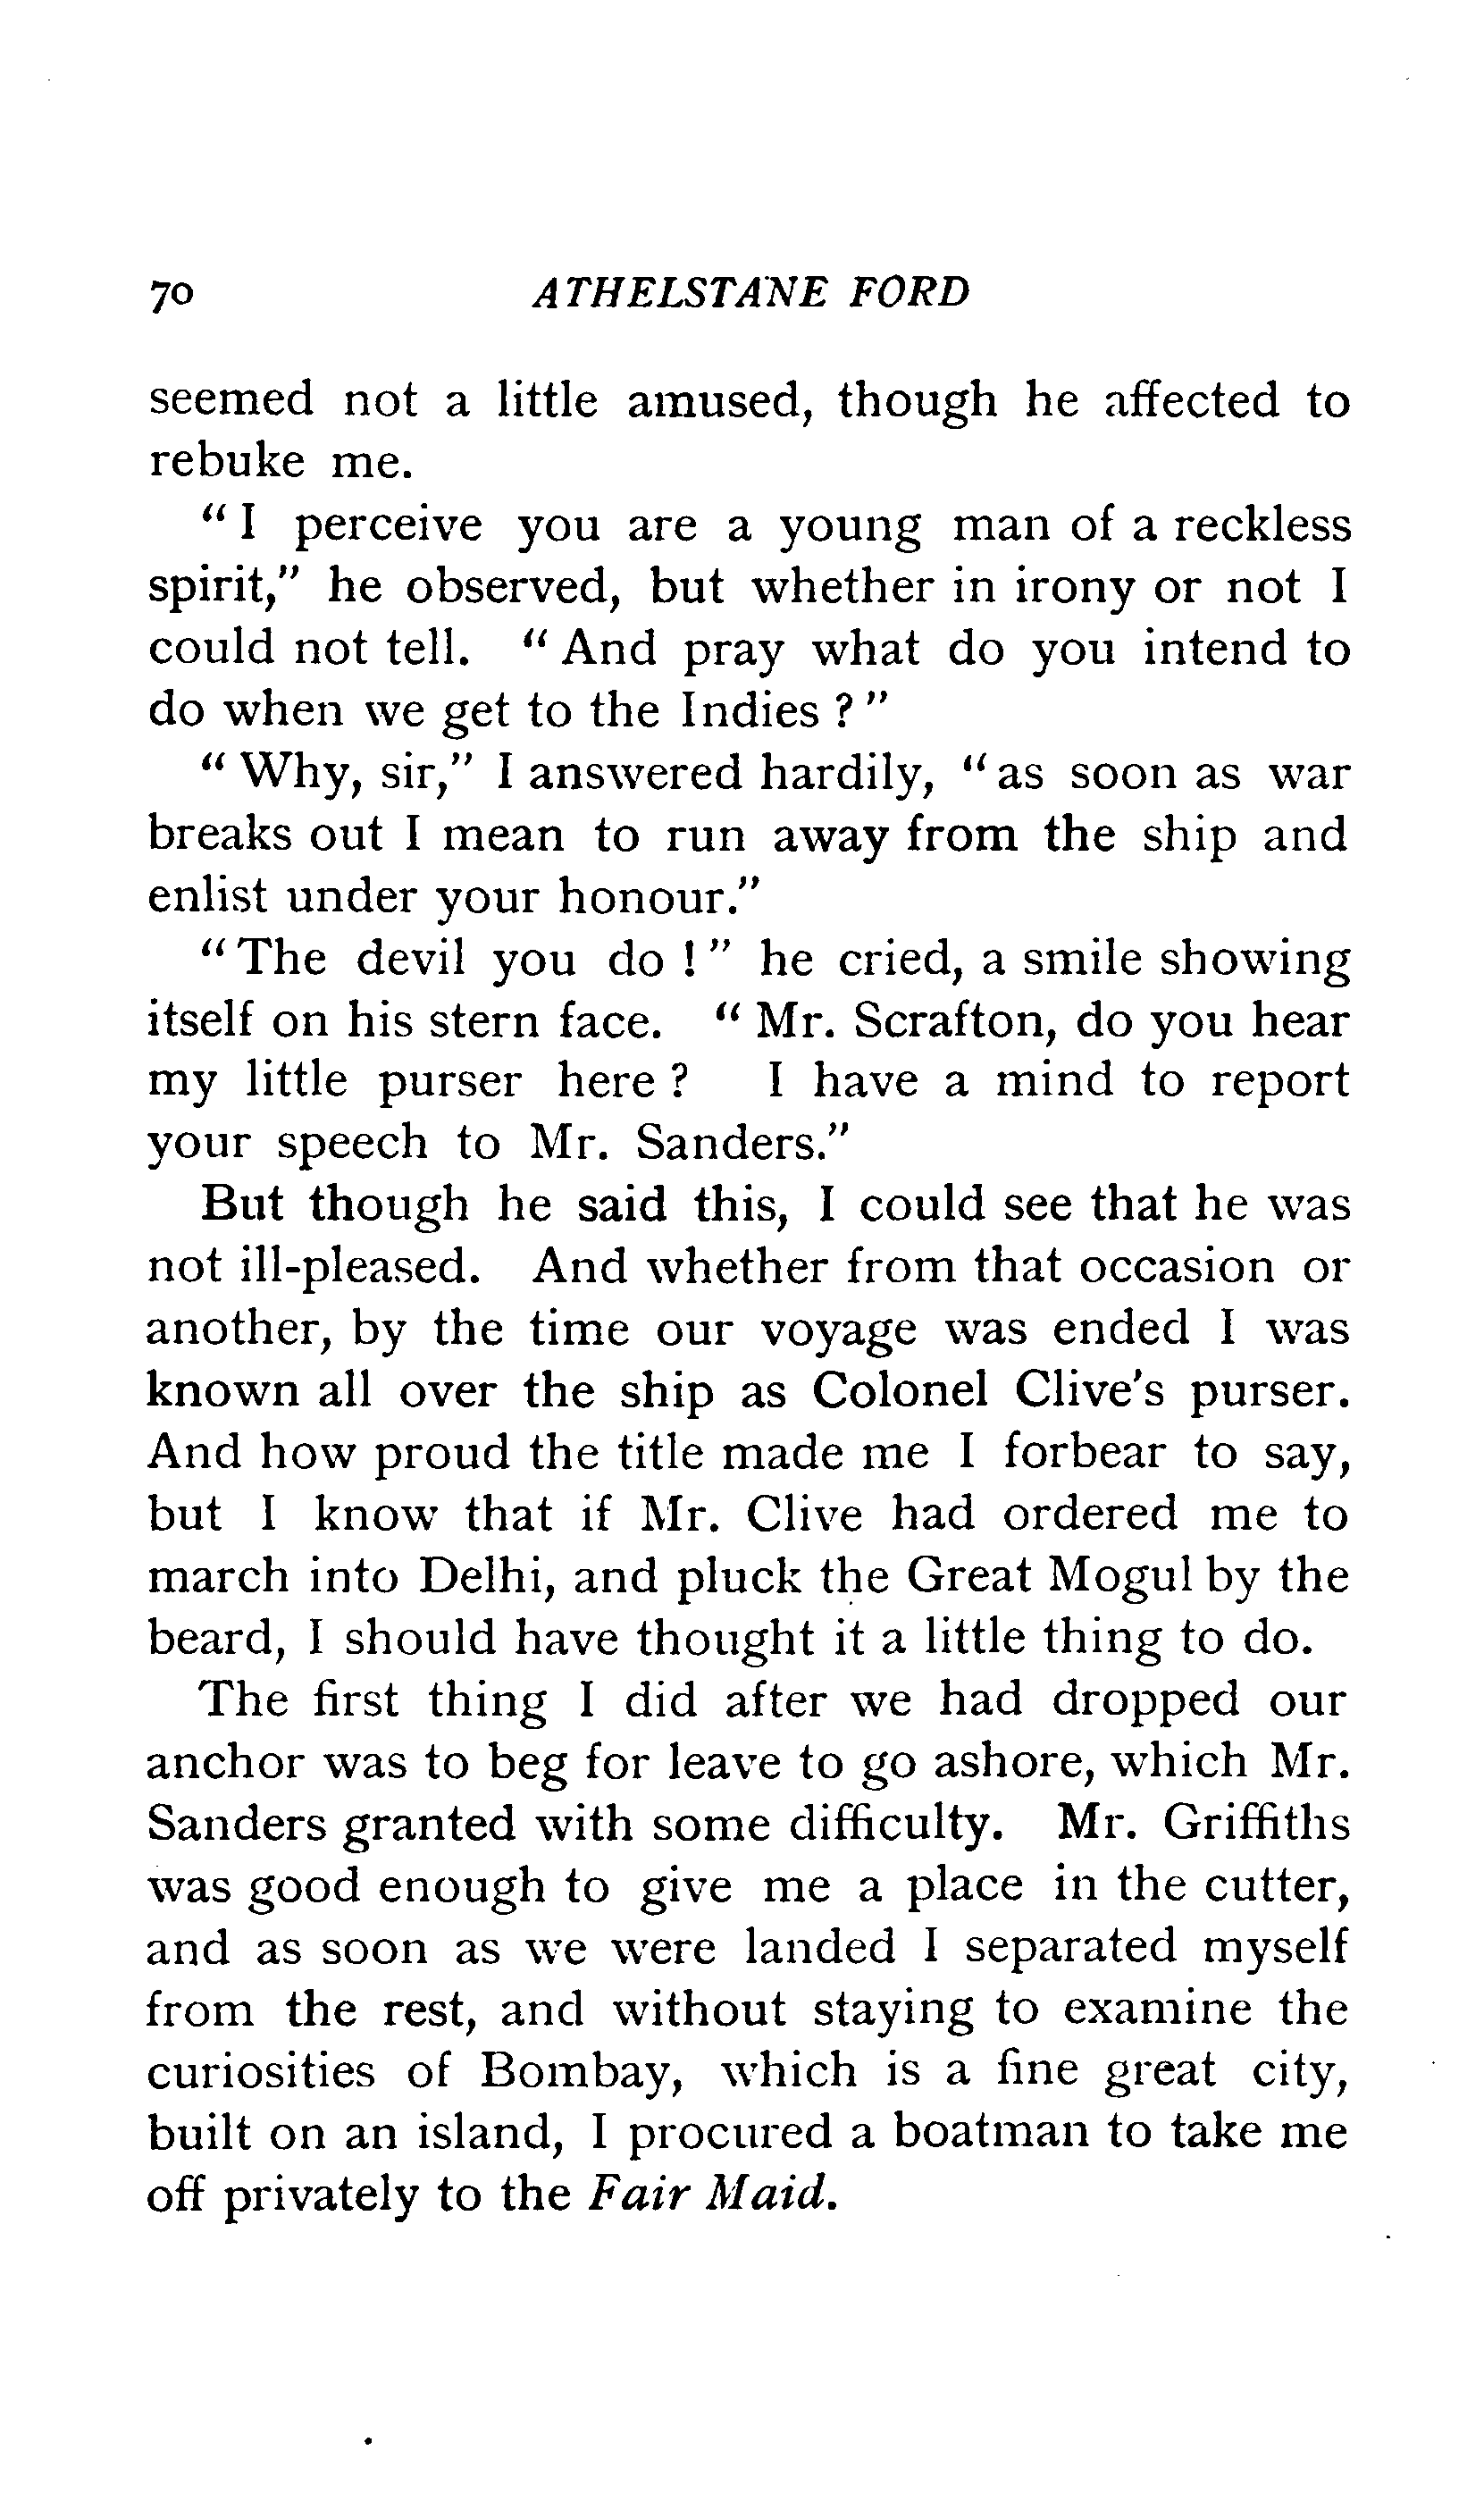 70 ATHELSTANE FORD
seemed not a little amused, though he affected to
rebuke me.
" I perceive you are a young man of a reckless
spirit," he observed, but whether in irony or not I
could not tell. " And pray what do you intend to
do when we get to the Indies ? "
" Why, sir," I answered hardily, " as soon as war
breaks out I mean to run away from the ship and
enlist under your honour."
" The devil you do ! " he cried, a smile showing
itself on his stern face. " Mr. Scrafton, do you hear
my little purser here ? I have a mind to report
your speech to Mr. Sanders."
But though he said this, I could see that he was
not ill-pleased. And whether from that occasion or
another, by the time our voyage was ended I was
known all over the ship as Colonel Clive's purser.
And how proud the title made me I forbear to say,
but I know that if Mr. Clive had ordered me to
march into Delhi, and pluck the Great Mogul by the
beard, I should have thought it a little thing to do.
The first thing I did after we had dropped our
anchor was to beg for leave to go ashore, which Mr.
Sanders granted with some difficulty. Mr. Griffiths
was good enough to give me a place in the cutter,
and as soon as we were landed I separated myself
from the rest, and without staying to examine the
curiosities of Bombay, which is a fine great city,
built on an island, I procured a boatman to take me
off privately to the Fair Maid.